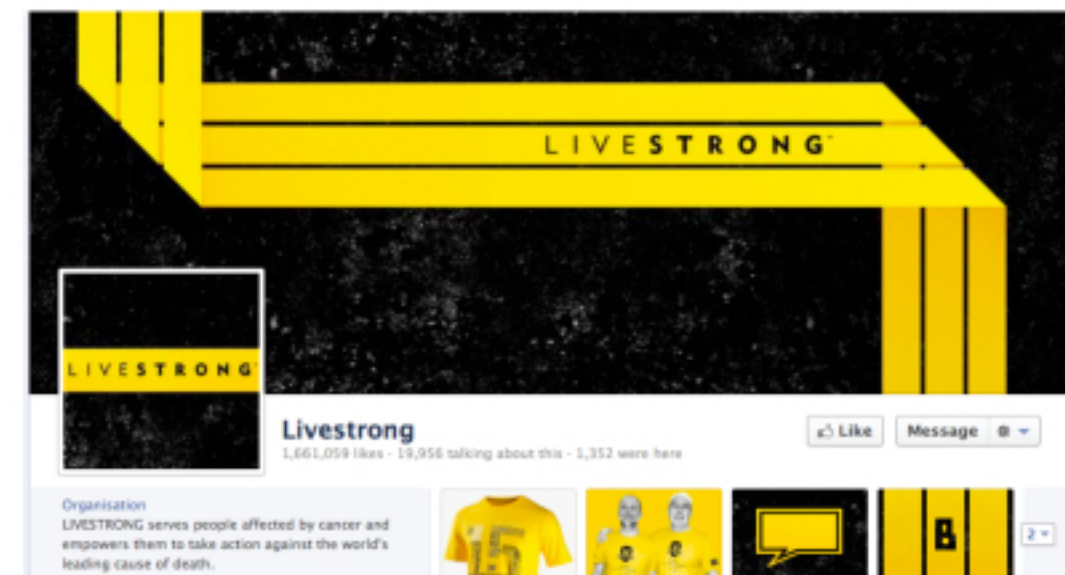 LIVESTRONG™
LIVESTRONG
Livestrong
Like
Message
1,661,059 likes · 19,956 talking about this · 1,352 were here
Organisation
LIVESTRONG serves people affected by cancer and
empowers them to take action against the world's
leading cause of death.
15
B
2